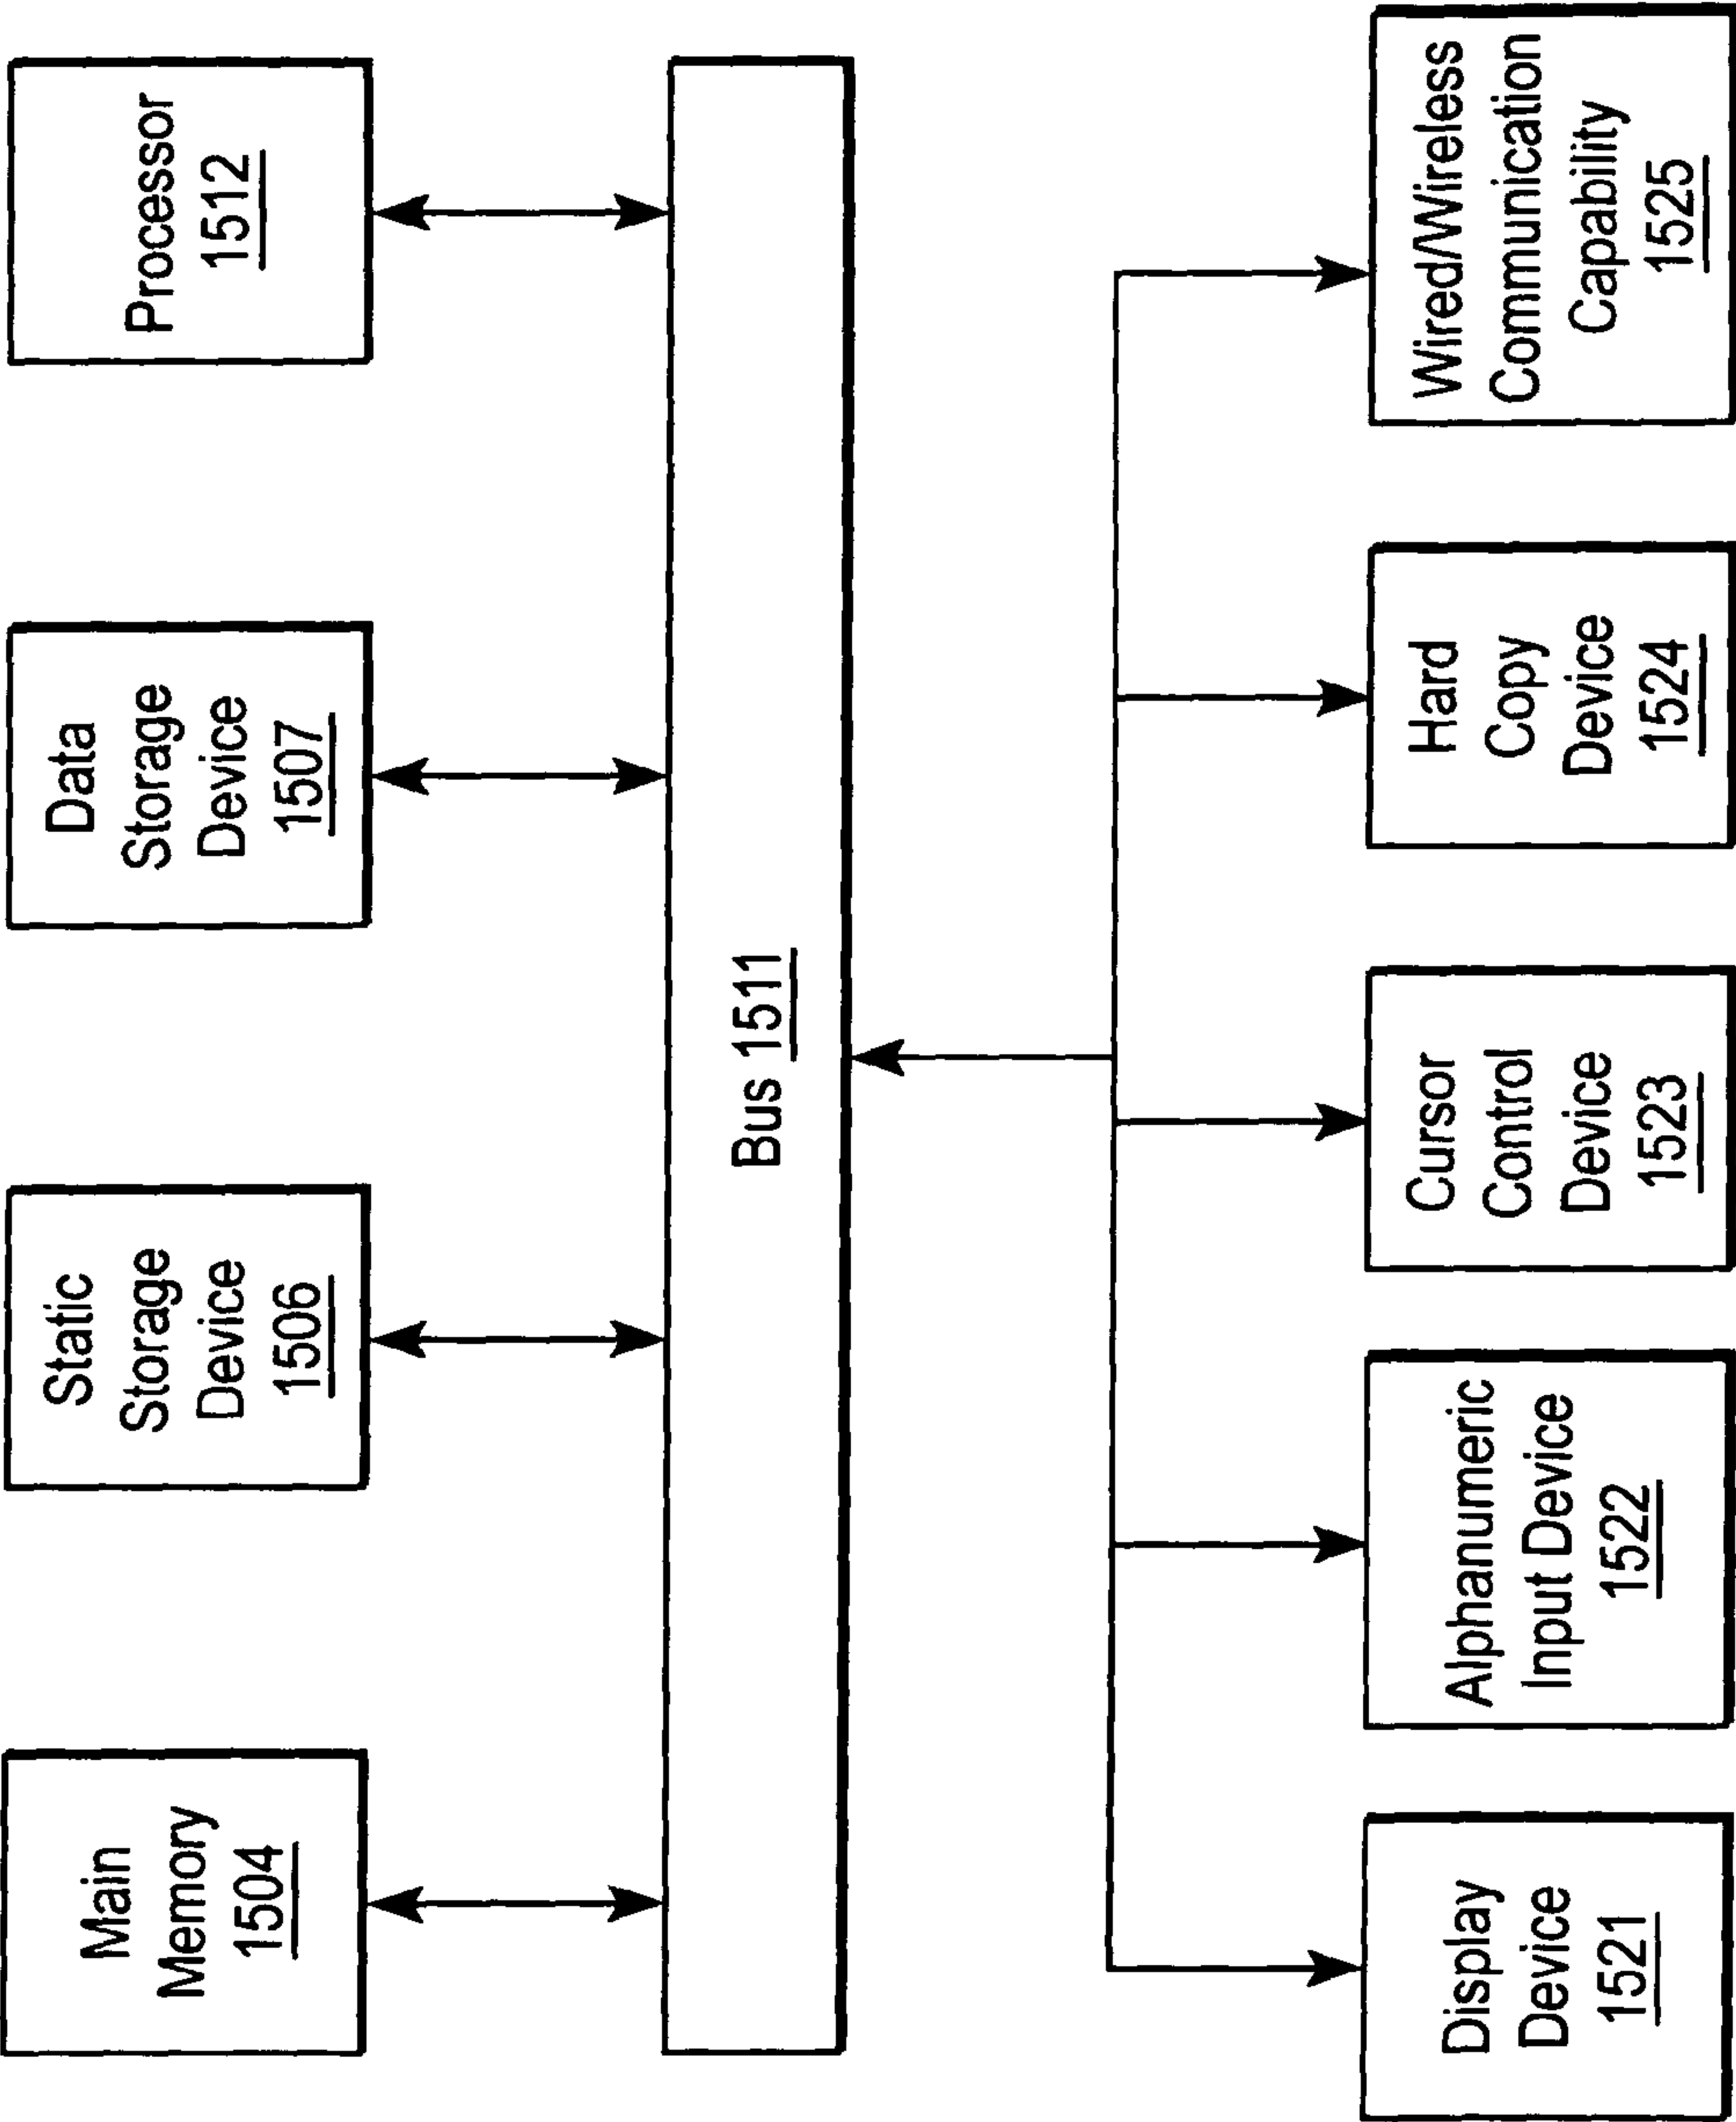 Main
Memory
1504
Static
Storage
Device
1506
Data
Storage
Device
1507
Processor
1512
Bus 1511
Display
Device
1521
Alphanumeric
Input Device
1522
Cursor
Control
Device
1523
Hard
Copy
Device
1524
Wired/Wireless
Communication
Capability
1525